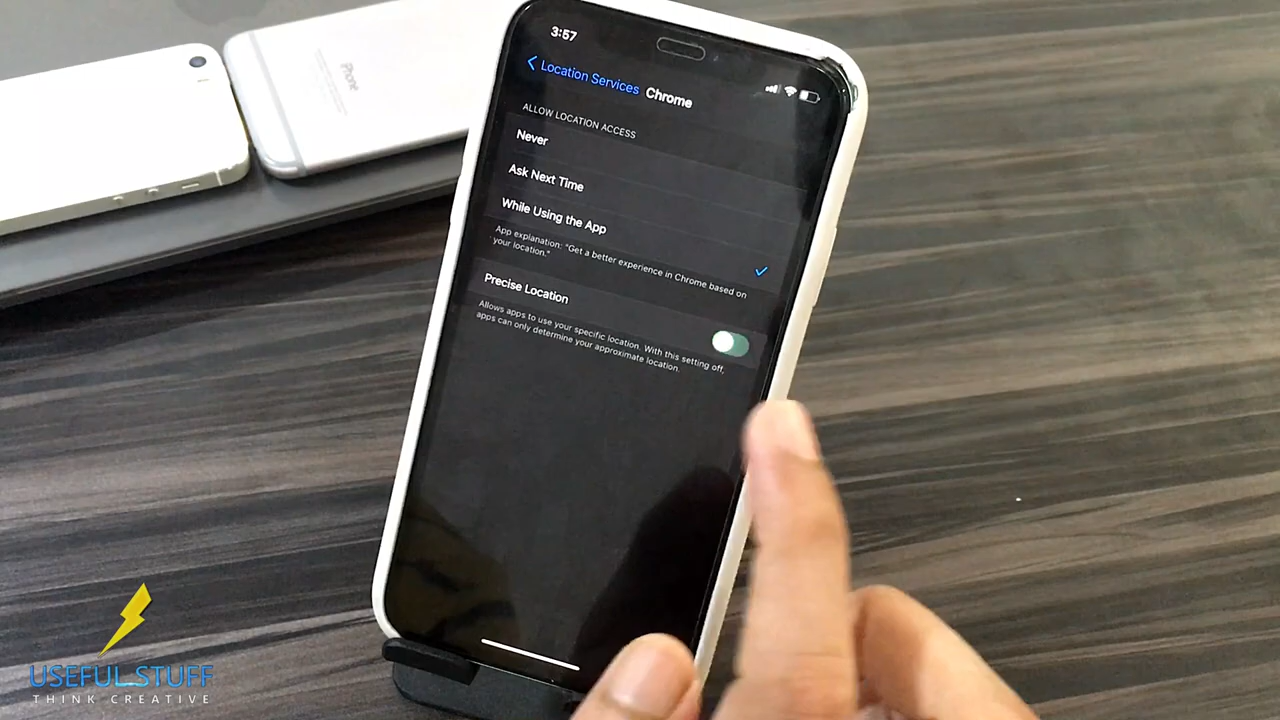 iPhone
3:57
Location Services Chrome
ALLOW LOCATION ACCESS
Never
Ask Next Time
While Using the App
App explanation: “Get a better experience in Chrome based on
your location.”
Precise Location
Allows apps to use your specific location. With this setting off,
apps can only determine your approximate location.
USEFUL_STUFF
THINK CREATIVE